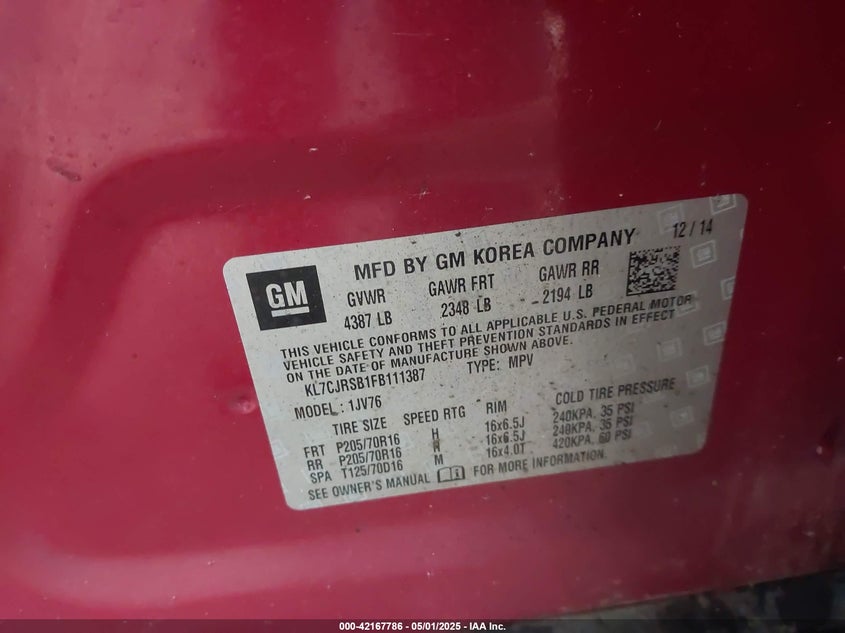 MFD BY GM KOREA COMPANY 12 / 14
GM
GVWR GAWR FRT GAWR RR
4387 LB 2348 LB 2194 LB
THIS VEHICLE CONFORMS TO ALL APPLICABLE U.S. FEDERAL MOTOR
VEHICLE SAFETY AND THEFT PREVENTION STANDARDS IN EFFECT
ON THE DATE OF MANUFACTURE SHOWN ABOVE.
KL7CJRSB1FB111387 TYPE: MPV
MODEL: 1JV76
TIRE SIZE SPEED RTG RIM COLD TIRE PRESSURE
FRT P205/70R16 H 16x6.5J 240KPA, 35 PSI
RR P205/70R16 H 16x6.5J 240KPA, 35 PSI
SPA T125/70D16 M 16x4.0T 420KPA, 60 PSI
SEE OWNER'S MANUAL FOR MORE INFORMATION.
000-42167786 - 05/01/2025 - IAA Inc.